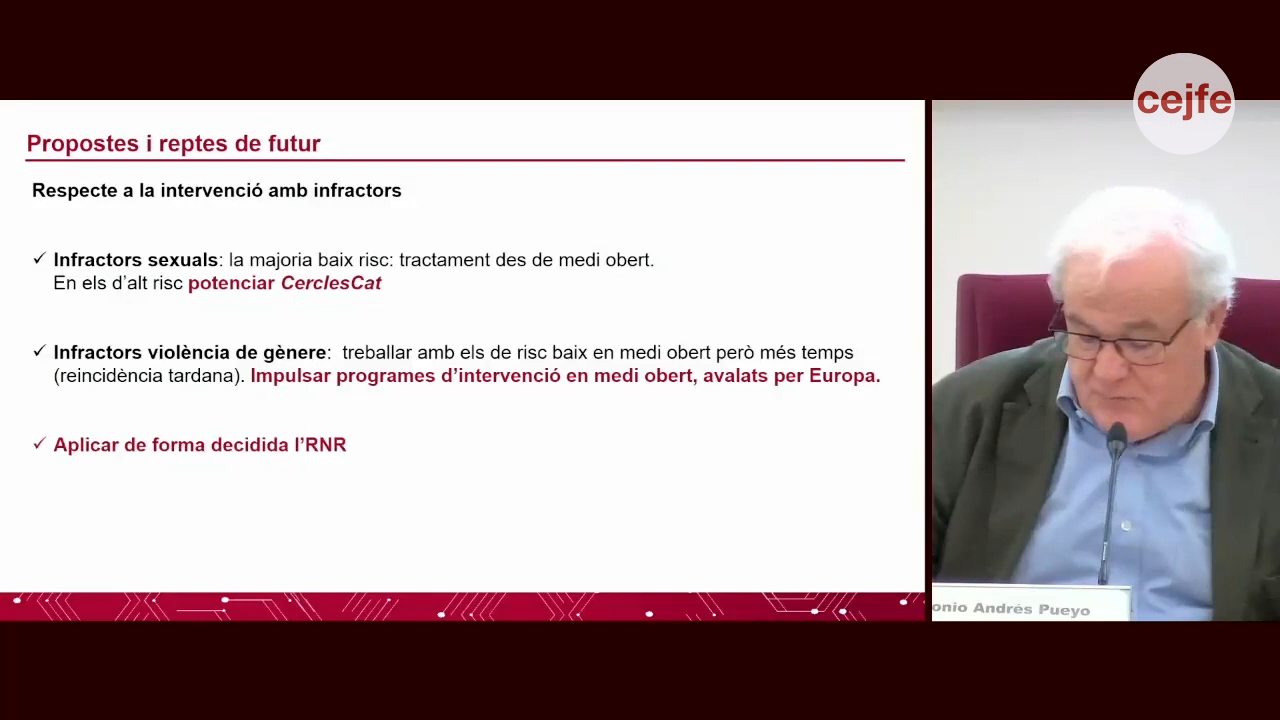 cejfe
Propostes i reptes de futur
Respecte a la intervenció amb infractors
✓ Infractors sexuals: la majoria baix risc: tractament des de medi obert.
En els d’alt risc potenciar CerclesCat
✓ Infractors violència de gènere: treballar amb els de risc baix en medi obert però més temps
(reincidència tardana). Impulsar programes d’intervenció en medi obert, avalats per Europa.
✓ Aplicar de forma decidida l’RNR
onio Andrés Pueyo